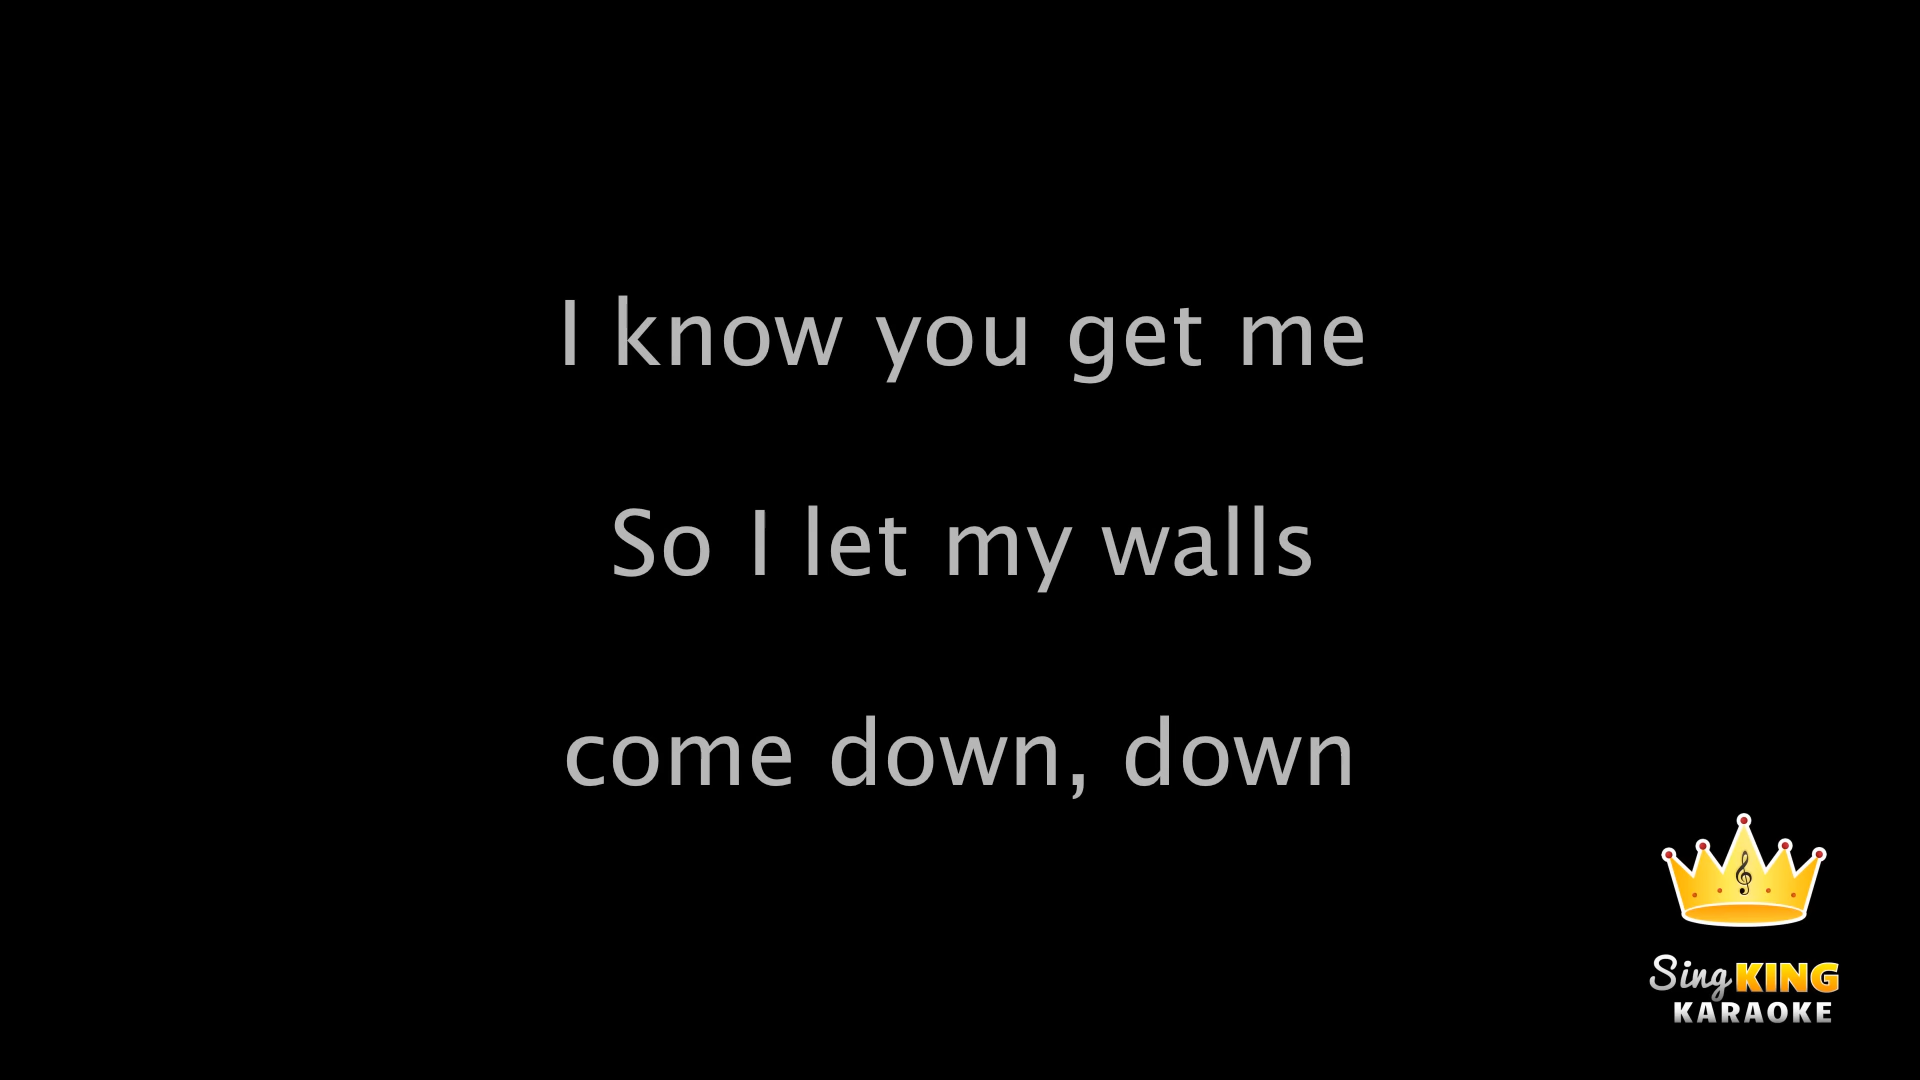 I know you get me
So I let my walls
come down, down
Sing KING
KARAOKE